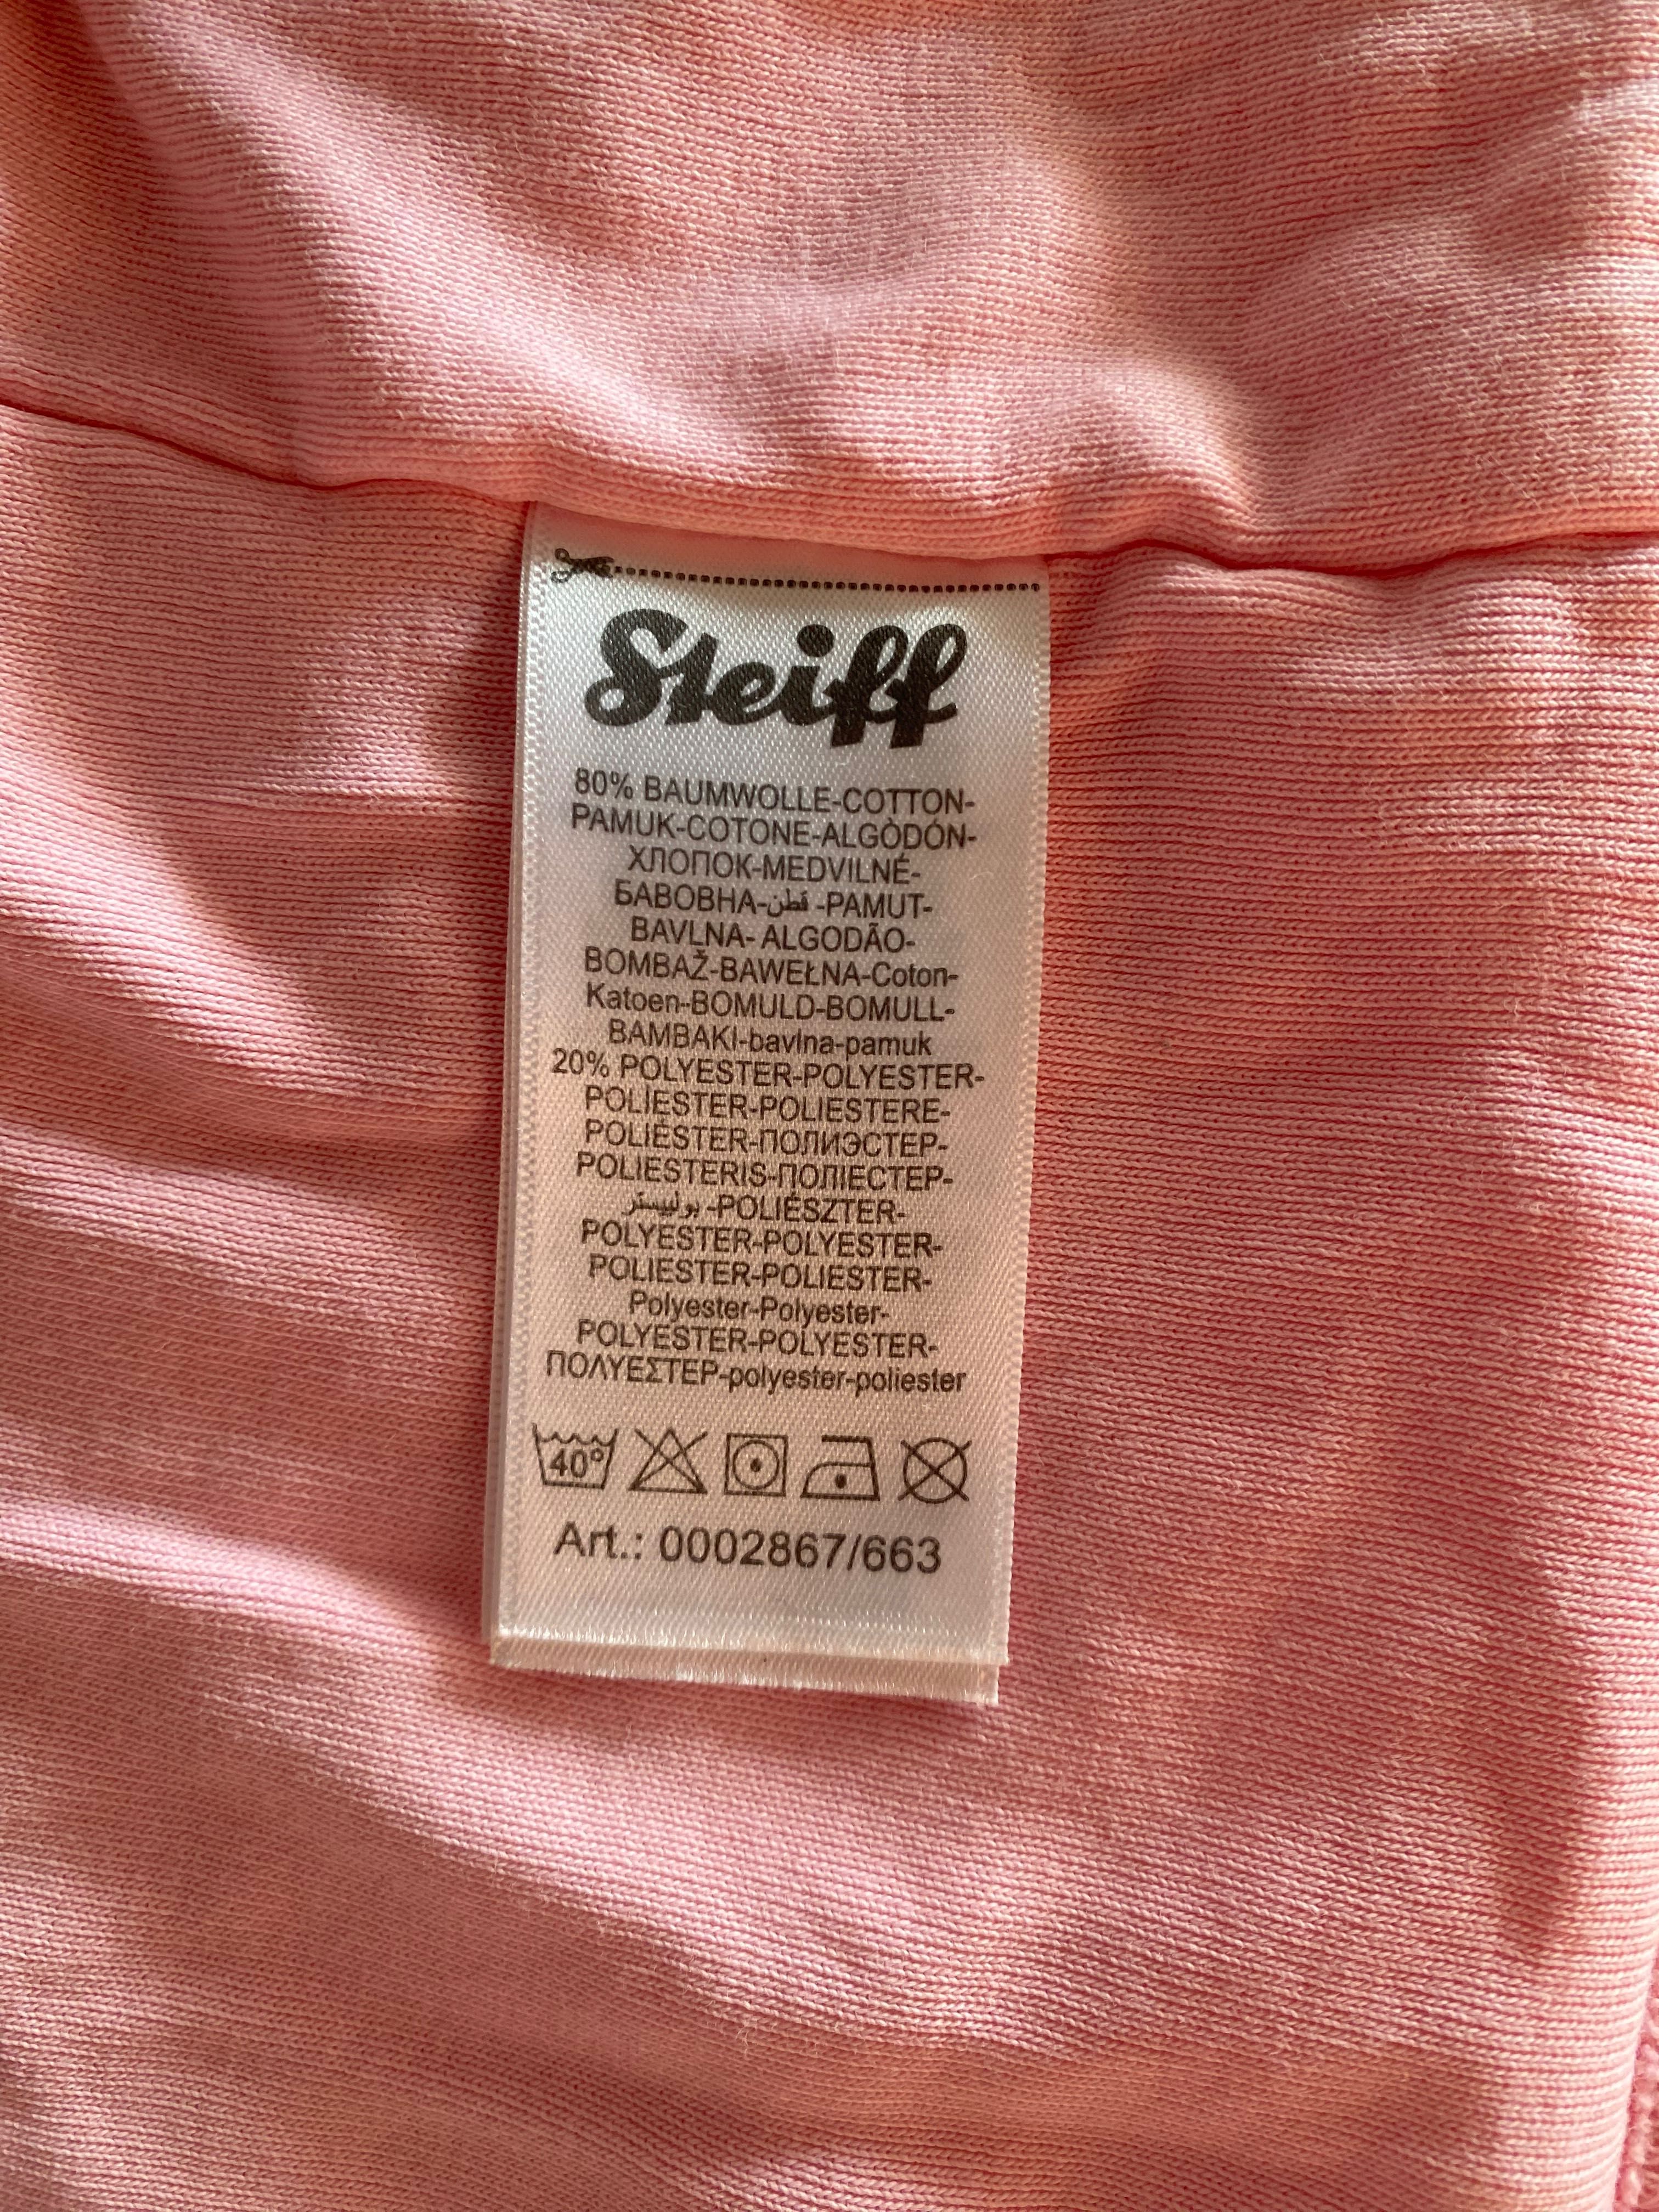 Steiff
80% BAUMWOLLE-COTTON-
PAMUK-COTONE-ALGÒDÓN-
ХЛОПОК-MEDVILNÉ-
БАВОВНА-قطن-PAMUT-
BAVLNA- ALGODÃO-
BOMBAŽ-BAWEŁNA-Coton-
Katoen-BOMULD-BOMULL-
BAMBAKI-bavlna-pamuk
20% POLYESTER-POLYESTER-
POLIESTER-POLIESTERE-
POLIÉSTER-ПОЛИЭСТЕР-
POLIESTERIS-ПОЛІЕСТЕР-
بوليستر-POLIÉSZTER-
POLYESTER-POLYESTER-
POLIESTER-POLIESTER-
Polyester-Polyester-
POLYESTER-POLYESTER-
ΠΟΛΥΕΣΤΕΡ-polyester-poliester
40°
Art.: 0002867/663